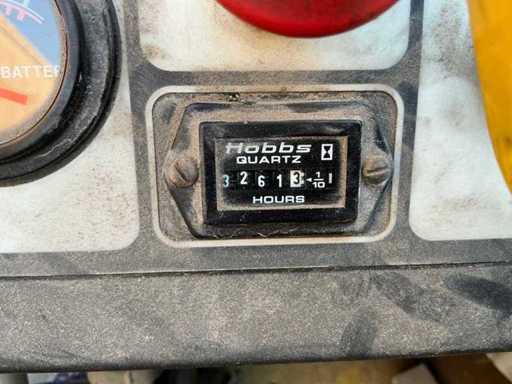 BATTER
Hobbs
QUARTZ
3 2 6 1 3 1/10
HOURS